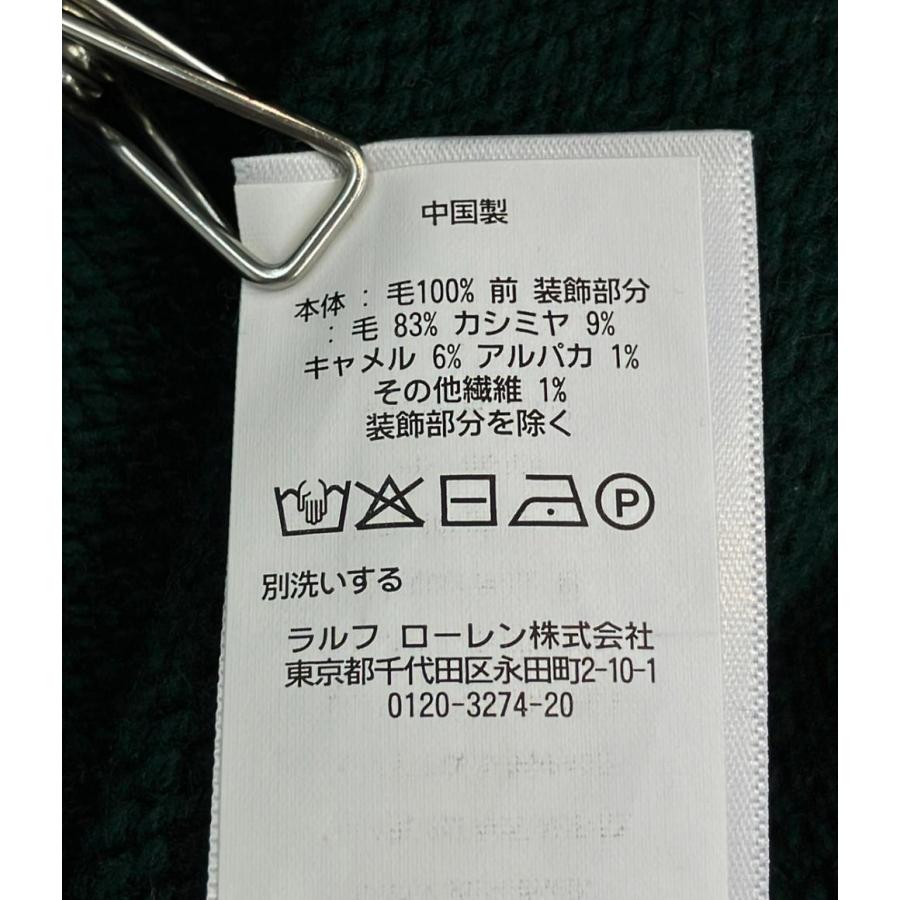 中国製
本体 : 毛100% 前 装飾部分
: 毛 83% カシミヤ 9%
キャメル 6% アルパカ 1%
その他繊維 1%
装飾部分を除く
P
別洗いする
ラルフ ローレン株式会社
東京都千代田区永田町2-10-1
0120-3274-20